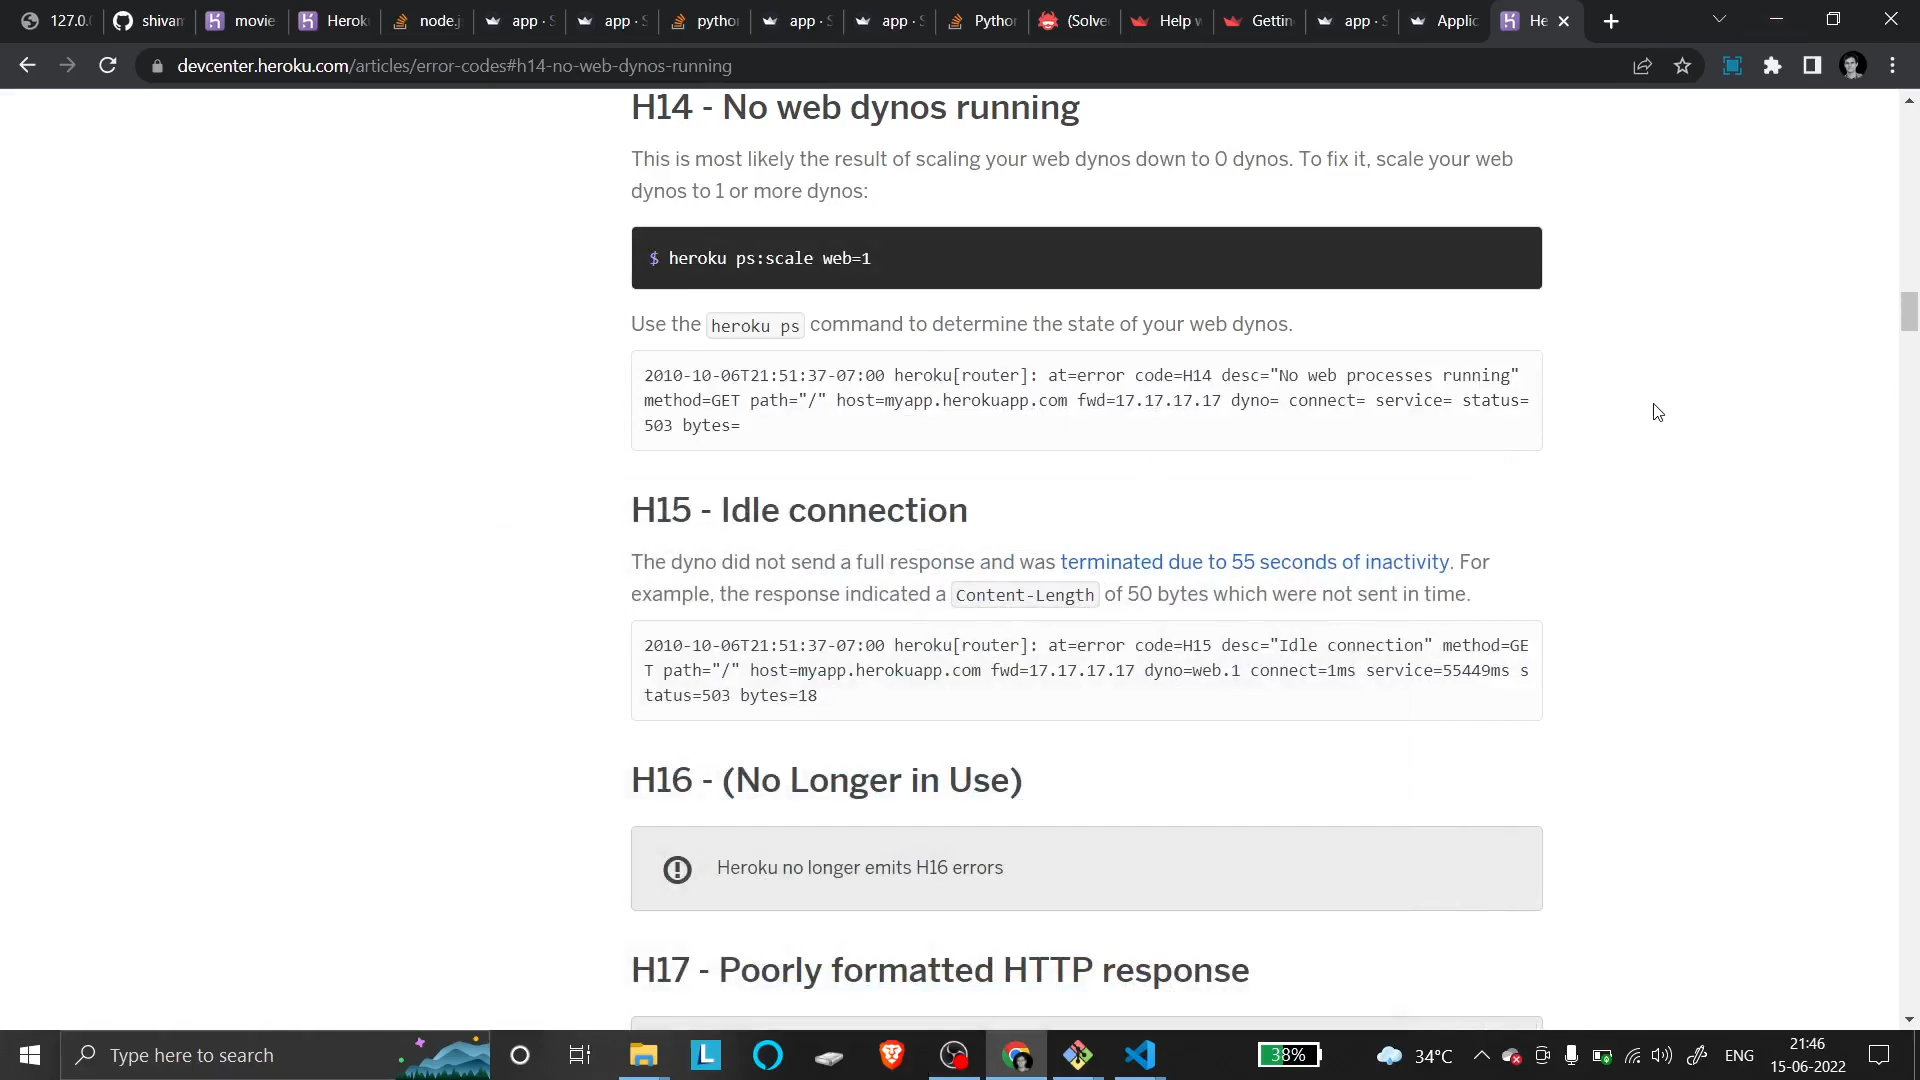 127.0.
shivam
movie
Heroku
node.j
app · S
app · S
python
app · S
app · S
Python
(Solve
Help w
Gettin
app · S
Applic
He
devcenter.heroku.com/articles/error-codes#h14-no-web-dynos-running
H14 - No web dynos running
This is most likely the result of scaling your web dynos down to 0 dynos. To fix it, scale your web
dynos to 1 or more dynos:
$ heroku ps:scale web=1
Use the heroku ps command to determine the state of your web dynos.
2010-10-06T21:51:37-07:00 heroku[router]: at=error code=H14 desc="No web processes running"
method=GET path="/" host=myapp.herokuapp.com fwd=17.17.17.17 dyno= connect= service= status=
503 bytes=
H15 - Idle connection
The dyno did not send a full response and was terminated due to 55 seconds of inactivity. For
example, the response indicated a Content-Length of 50 bytes which were not sent in time.
2010-10-06T21:51:37-07:00 heroku[router]: at=error code=H15 desc="Idle connection" method=GE
T path="/" host=myapp.herokuapp.com fwd=17.17.17.17 dyno=web.1 connect=1ms service=55449ms s
tatus=503 bytes=18
H16 - (No Longer in Use)
Heroku no longer emits H16 errors
H17 - Poorly formatted HTTP response
Type here to search
L
38%
34°C
ENG
21:46
15-06-2022